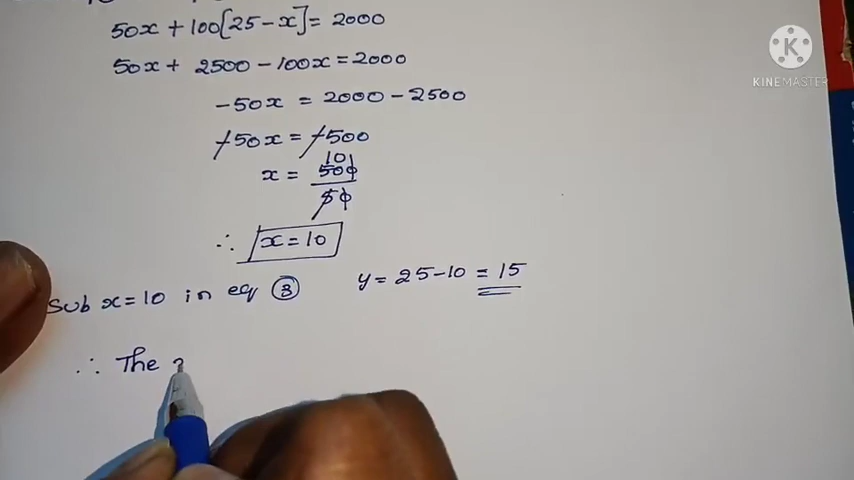 50x + 100[25 - x] = 2000
50x + 2500 - 100x = 2000
-50x = 2000 - 2500
-50x = -500
x = 500/50 10
∴ x = 10
Sub x = 10 in eq ③ y = 25 - 10 = 15
∴ The
KINEMASTER